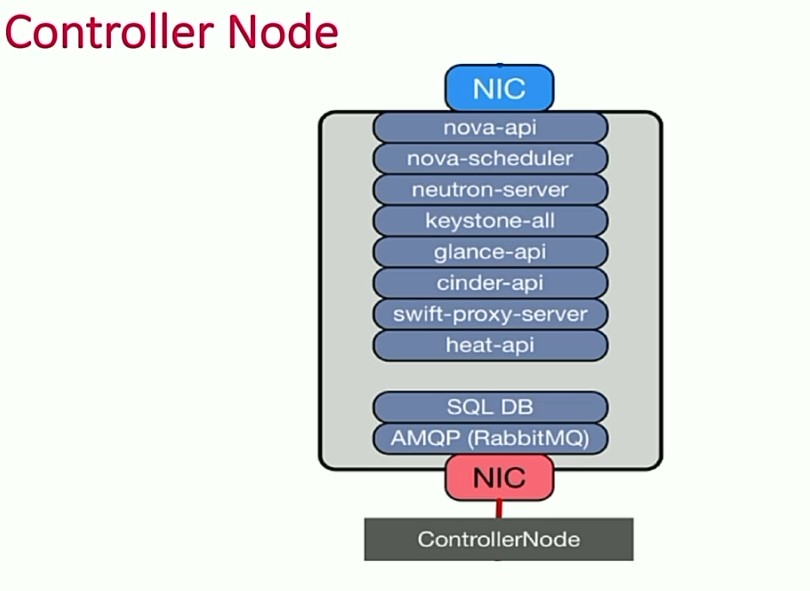 Controller Node
NIC
nova-api
nova-scheduler
neutron-server
keystone-all
glance-api
cinder-api
swift-proxy-server
heat-api
SQL DB
AMQP (RabbitMQ)
NIC
ControllerNode